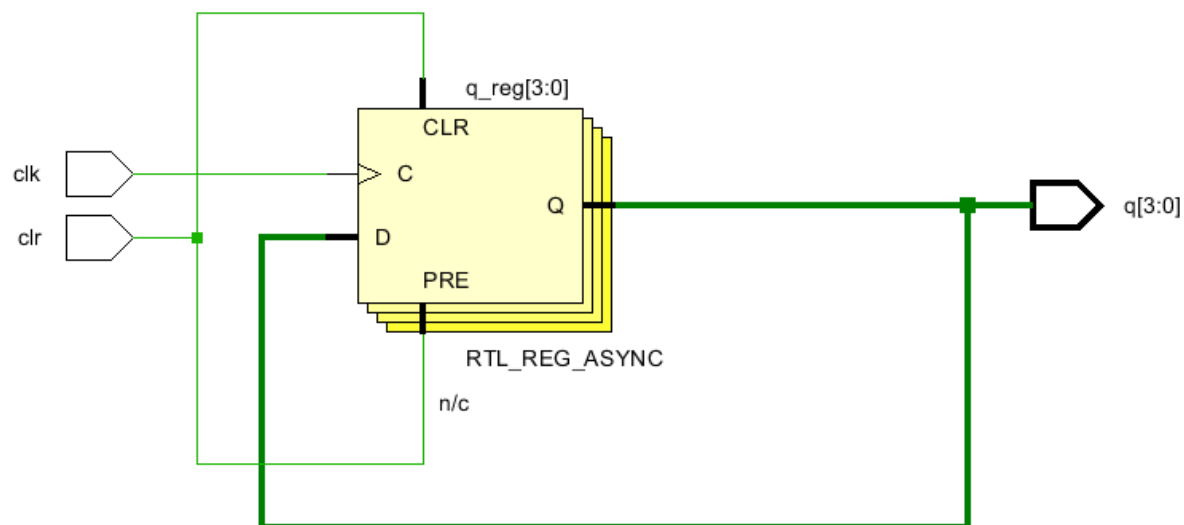 q_reg[3:0]
CLR
clk
C
Q
q[3:0]
clr
D
PRE
RTL_REG_ASYNC
n/c